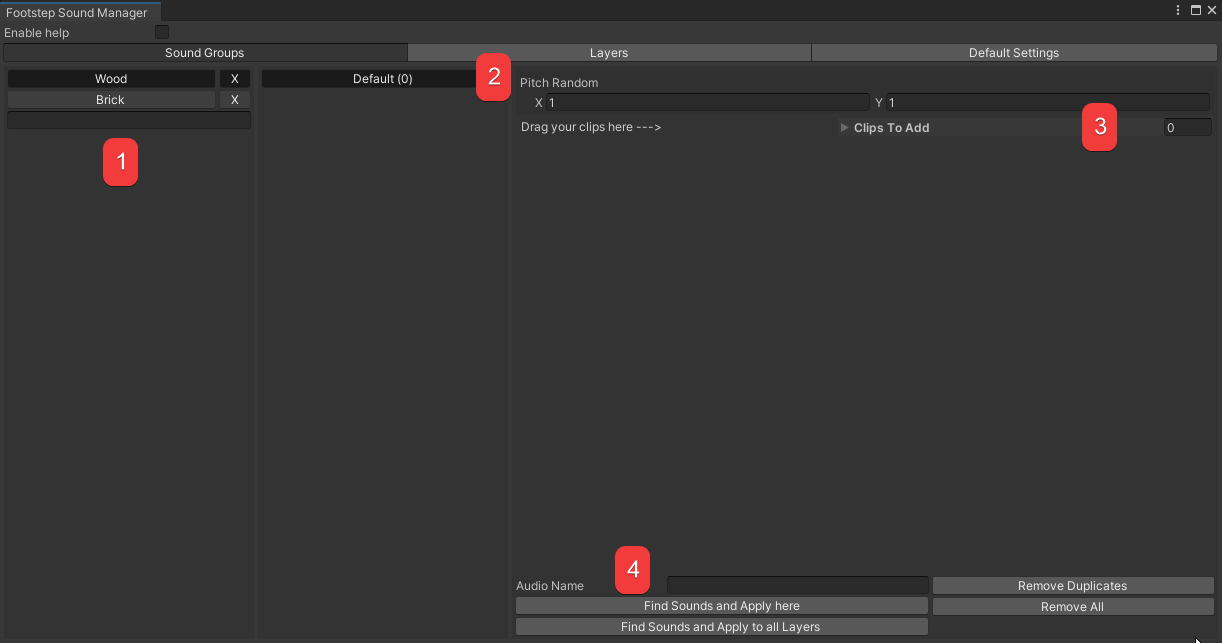 Footstep Sound Manager
Enable help
Sound Groups
Layers
Default Settings
Wood X
Brick X
1
Default (0)
2
Pitch Random
X 1 Y 1
Drag your clips here --->
Clips To Add
3
0
4
Audio Name
Remove Duplicates
Find Sounds and Apply here
Remove All
Find Sounds and Apply to all Layers